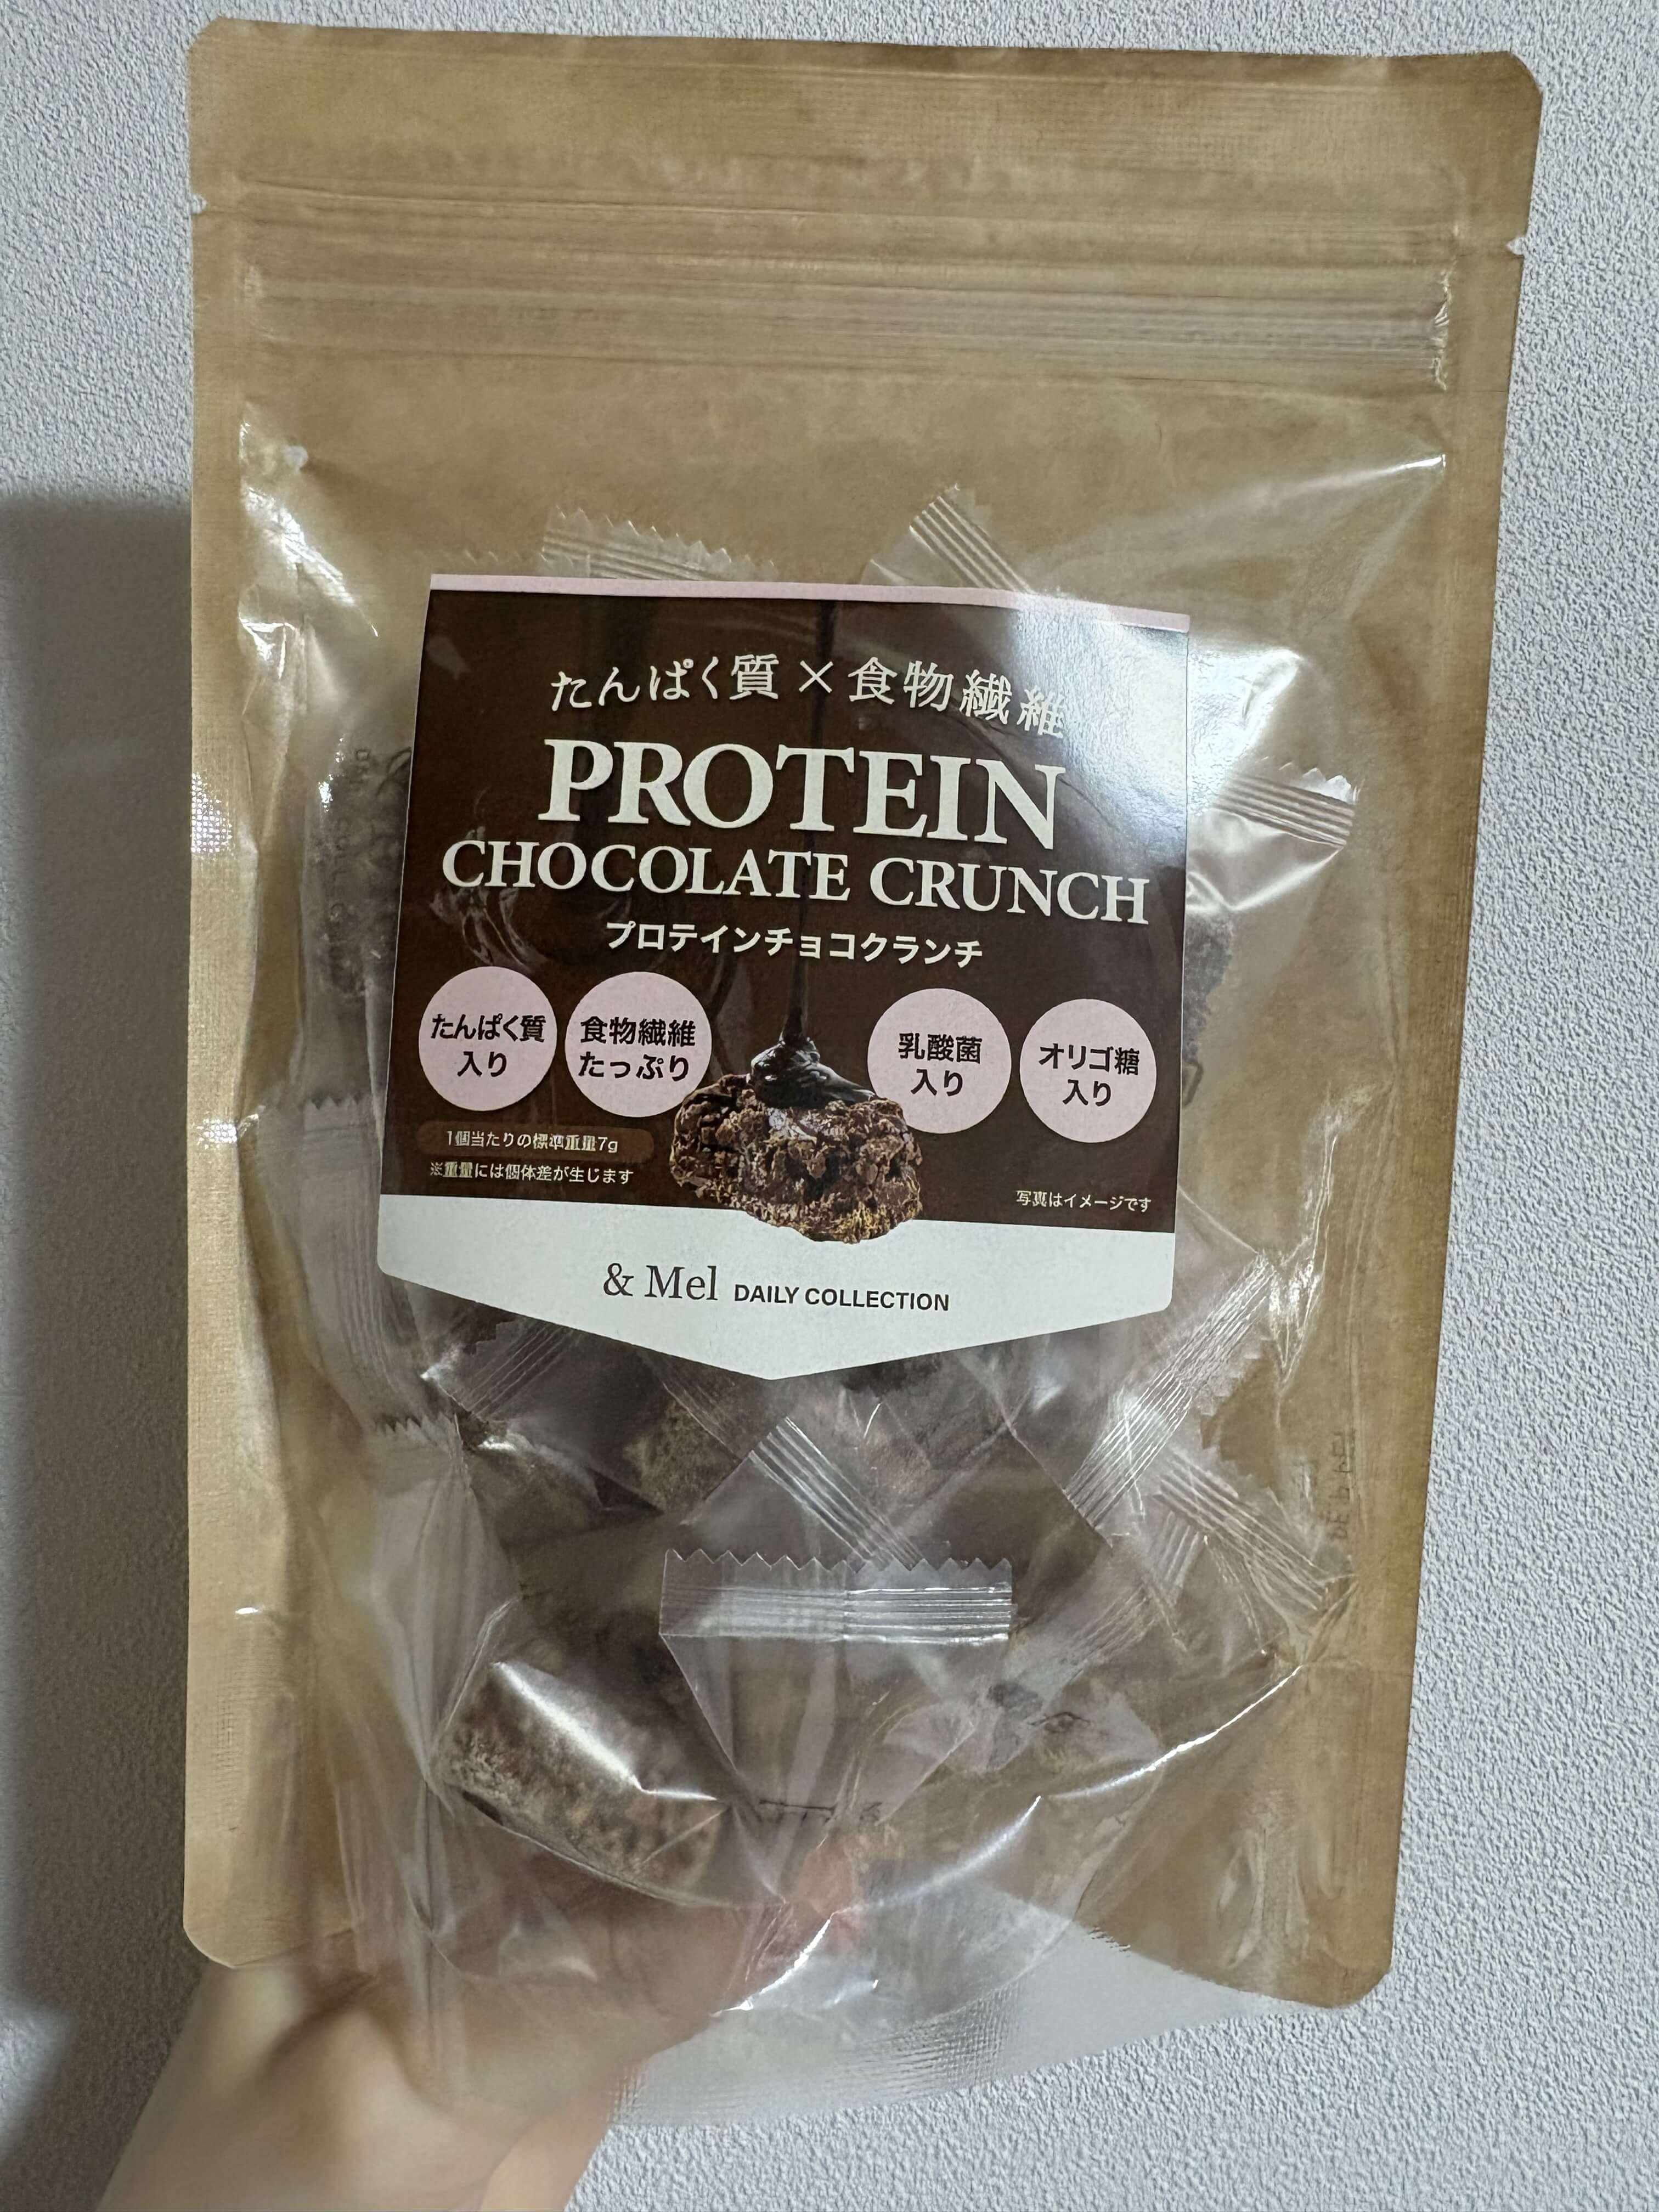 たんぱく質×食物繊維
PROTEIN
CHOCOLATE CRUNCH
プロテインチョコクランチ
たんぱく質
入り
食物繊維
たっぷり
乳酸菌
入り
オリゴ糖
入り
1個当たりの標準重量7g
※重量には個体差が生じます
写真はイメージです
& Mel DAILY COLLECTION